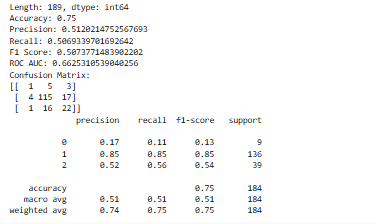 Length: 189, dtype: int64
Accuracy: 0.75
Precision: 0.5120214752567693
Recall: 0.5069339701692642
F1 Score: 0.5073771483902202
ROC AUC: 0.6625310539040256
Confusion Matrix:
[[ 1 5 3]
[ 4 115 17]
[ 1 16 22]]
precision recall f1-score support
0 0.17 0.11 0.13 9
1 0.85 0.85 0.85 136
2 0.52 0.56 0.54 39
accuracy 0.75 184
macro avg 0.51 0.51 0.51 184
weighted avg 0.74 0.75 0.75 184